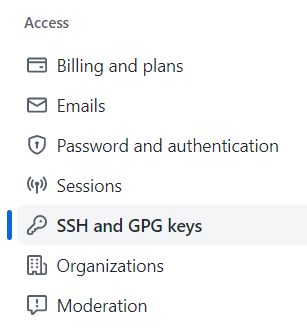 Access
Billing and plans
Emails
Password and authentication
Sessions
SSH and GPG keys
Organizations
Moderation